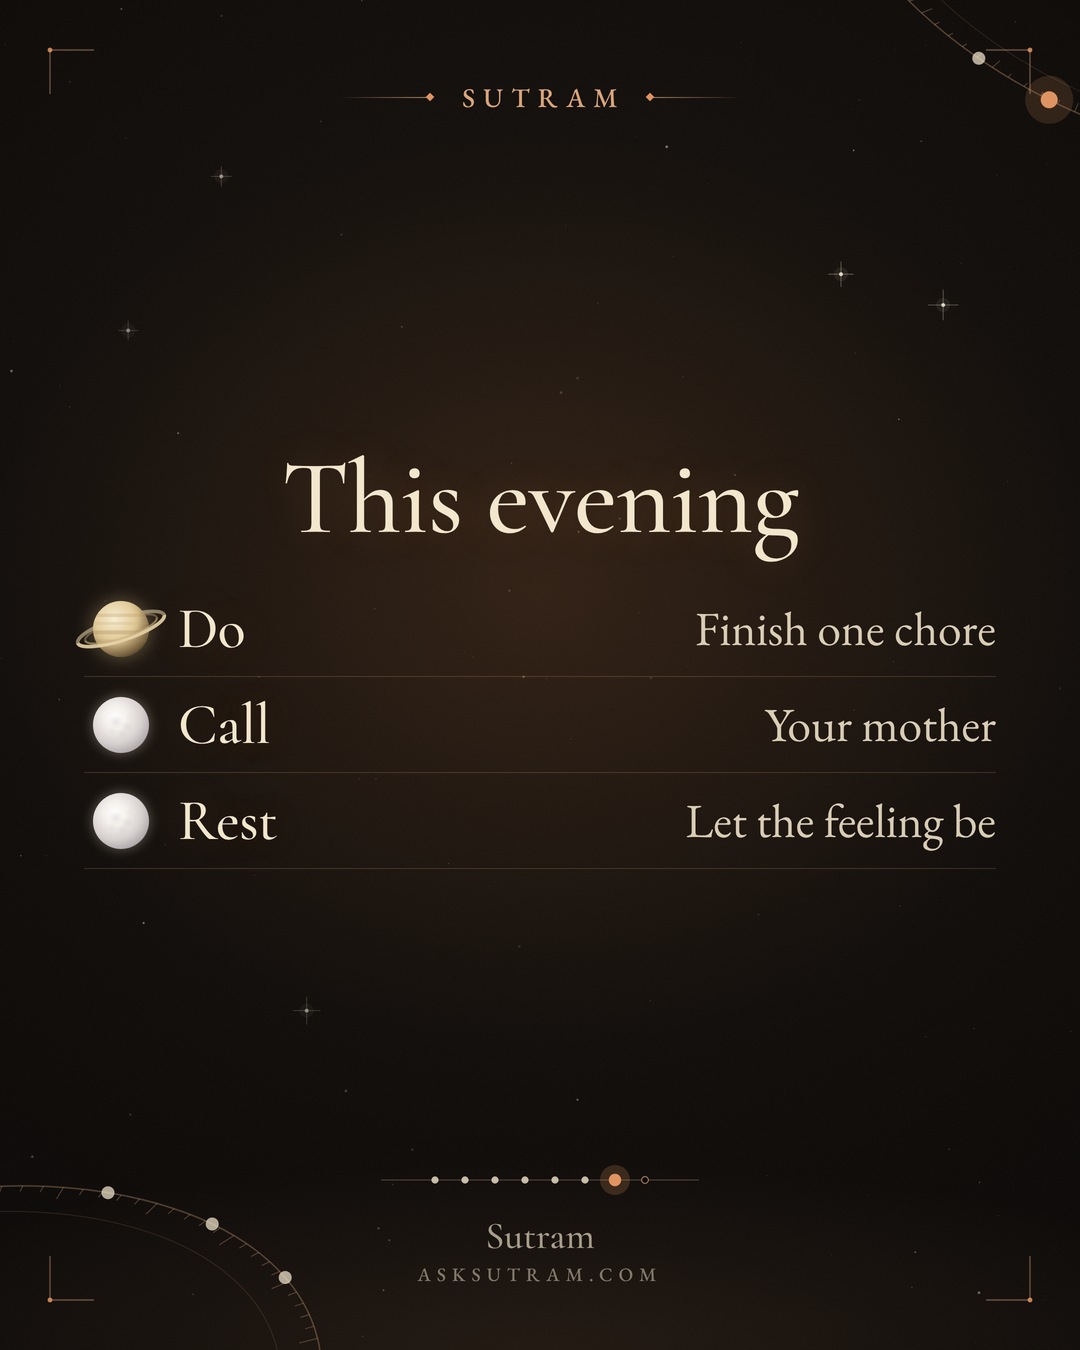 SUTRAM
This evening
Do Finish one chore
Call Your mother
Rest Let the feeling be
Sutram
ASKSUTRAM.COM